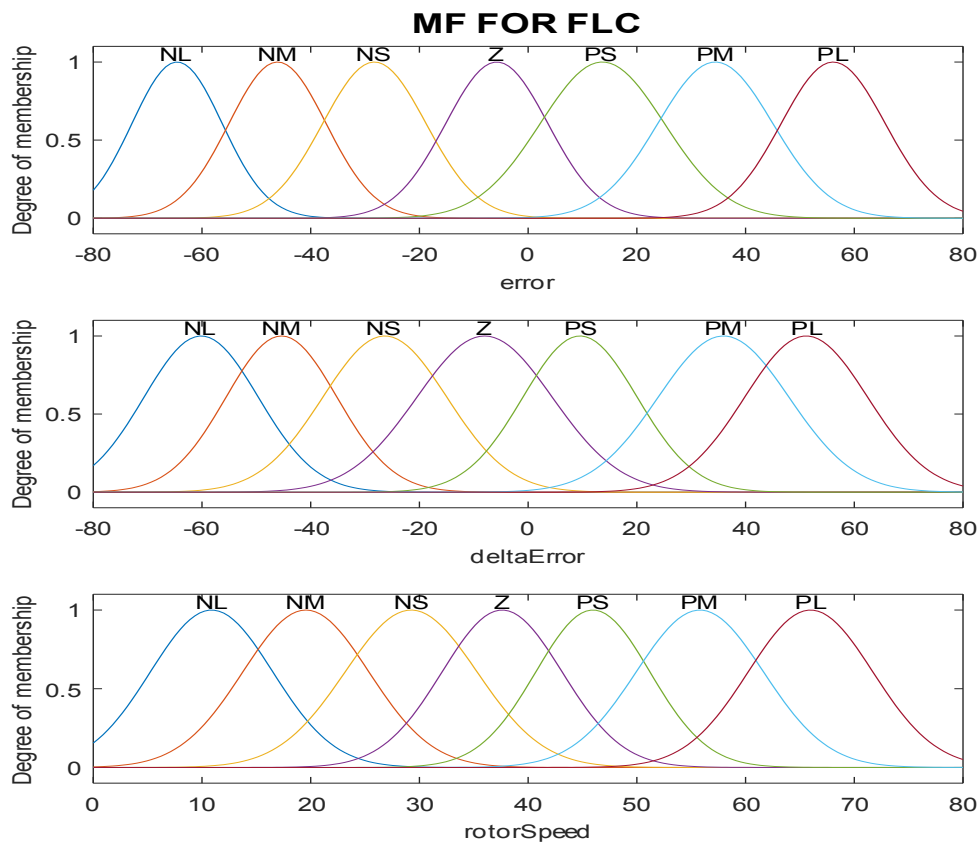 MF FOR FLC
NL NM NS Z PS PM PL
1
0.5
0
Degree of membership
-80 -60 -40 -20 0 20 40 60 80
error
NL NM NS Z PS PM PL
1
0.5
0
Degree of membership
-80 -60 -40 -20 0 20 40 60 80
deltaError
NL NM NS Z PS PM PL
1
0.5
0
Degree of membership
0 10 20 30 40 50 60 70 80
rotorSpeed